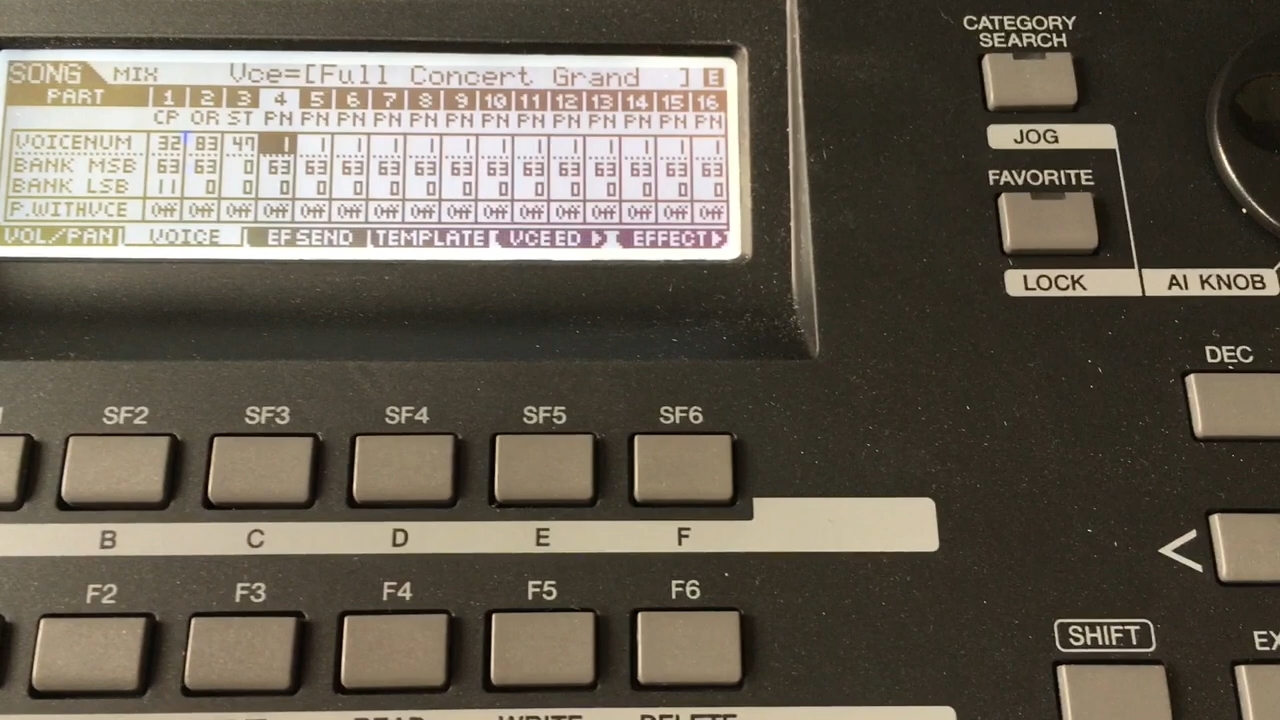 SONG MIX Vce=[Full Concert Grand ] E
PART 1 2 3 4 5 6 7 8 9 10 11 12 13 14 15 16
CP OR ST PN PN PN PN PN PN PN PN PN PN PN PN PN
VOICENUM 32 83 47 1 1 1 1 1 1 1 1 1 1 1 1 1
BANK MSB 63 63 0 63 63 63 63 63 63 63 63 63 63 63 63 63
BANK LSB 11 0 0 0 0 0 0 0 0 0 0 0 0 0 0 0
P.WITHVCE Off Off Off Off Off Off Off Off Off Off Off Off Off Off Off Off
VOL/PAN VOICE EF SEND TEMPLATE VCE ED EFFECT
CATEGORY
SEARCH
JOG
FAVORITE
LOCK AI KNOB
DEC
SF2 SF3 SF4 SF5 SF6
B C D E F
<
F2 F3 F4 F5 F6
SHIFT
READ WRITE DELETE